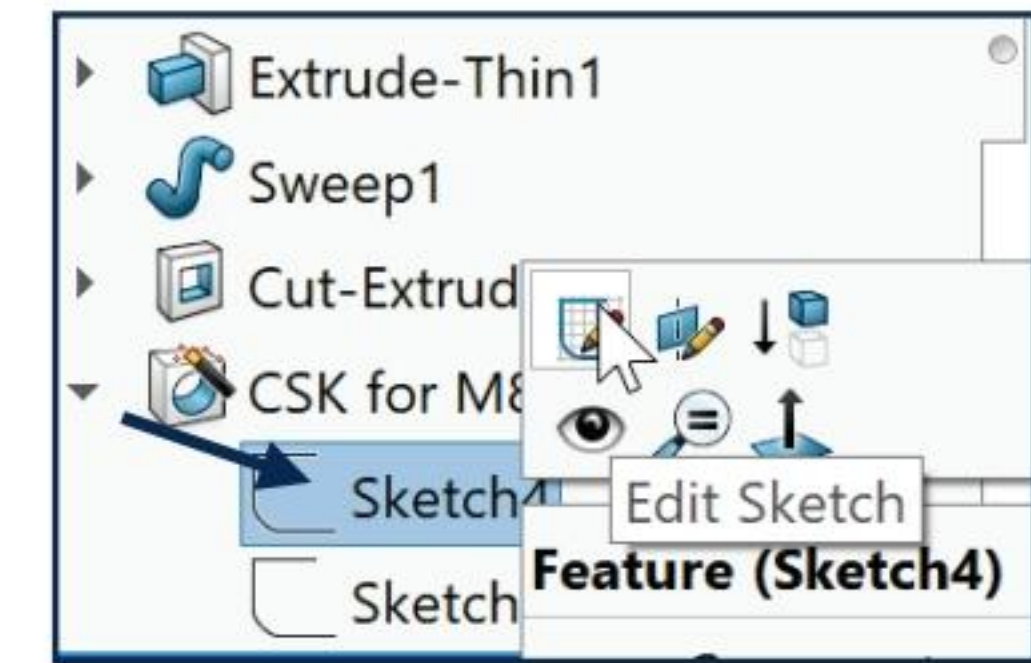 Extrude-Thin1
Sweep1
Cut-Extrud
CSK for M8
Sketch4
Edit Sketch
Feature (Sketch4)
Sketch